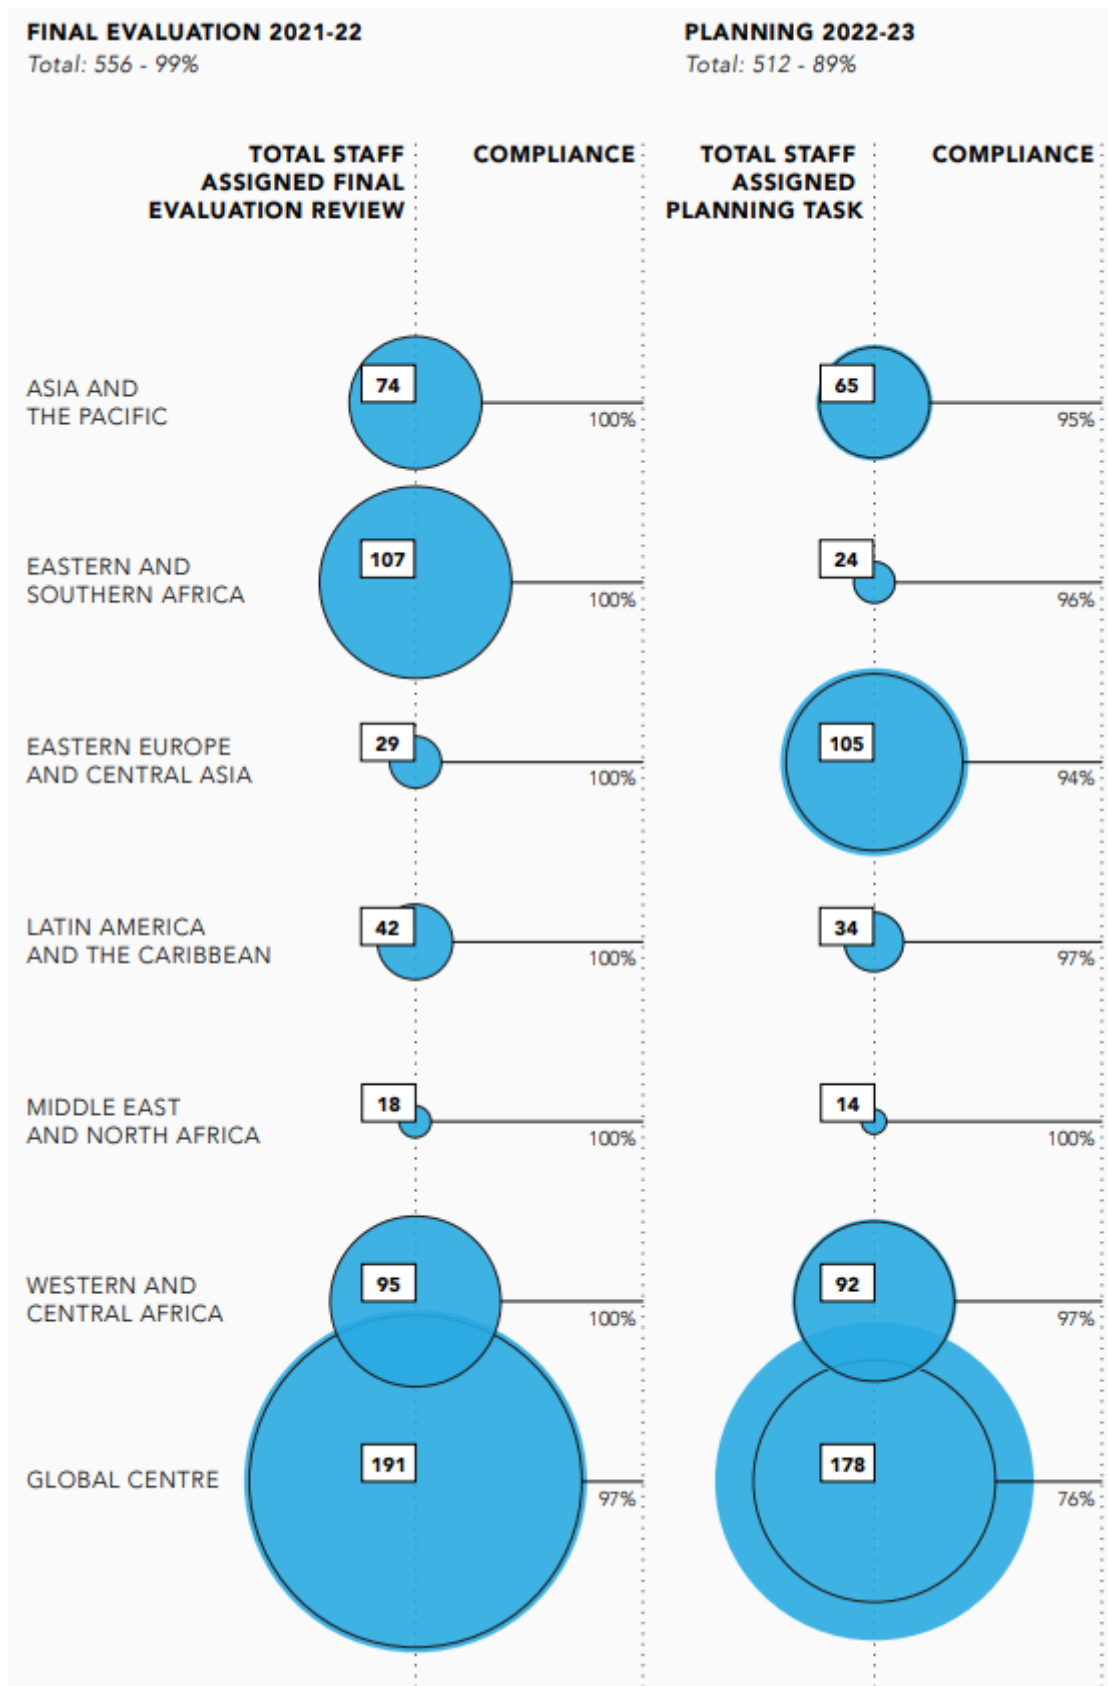 FINAL EVALUATION 2021-22
Total: 556 - 99%
PLANNING 2022-23
Total: 512 - 89%
TOTAL STAFF
ASSIGNED FINAL
EVALUATION REVIEW
COMPLIANCE
TOTAL STAFF
ASSIGNED
PLANNING TASK
COMPLIANCE
ASIA AND
THE PACIFIC
74
100%
65
95%
EASTERN AND
SOUTHERN AFRICA
107
100%
24
96%
EASTERN EUROPE
AND CENTRAL ASIA
29
100%
105
94%
LATIN AMERICA
AND THE CARIBBEAN
42
100%
34
97%
MIDDLE EAST
AND NORTH AFRICA
18
100%
14
100%
WESTERN AND
CENTRAL AFRICA
95
100%
92
97%
GLOBAL CENTRE
191
97%
178
76%